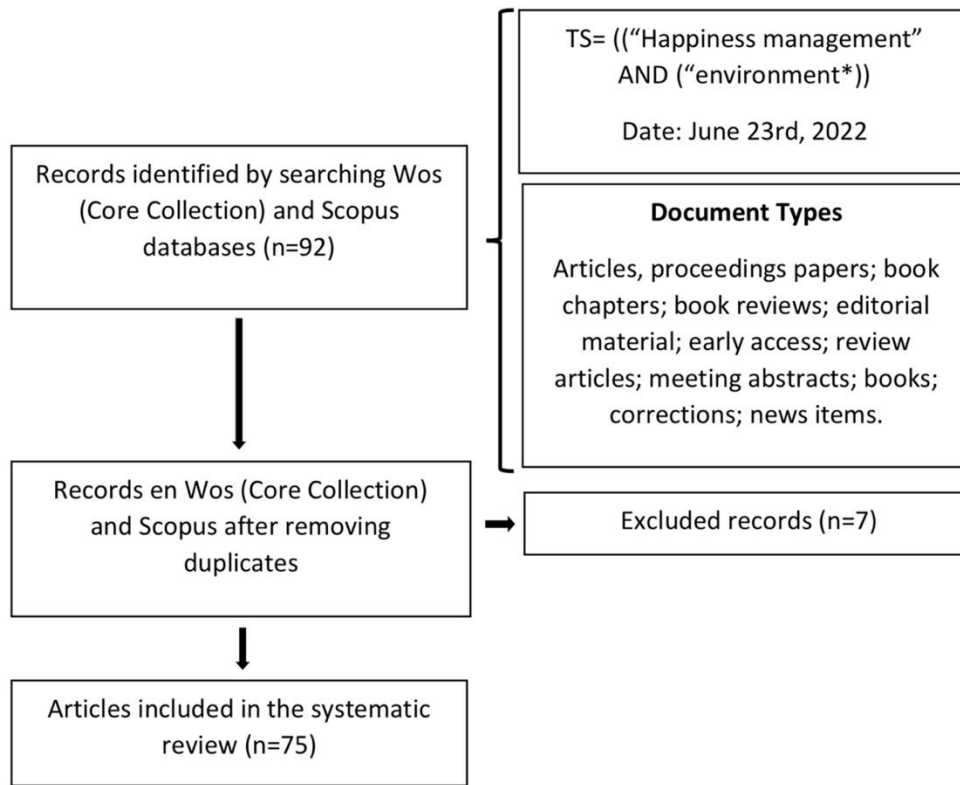 TS= ((“Happiness management”
AND (“environment*))
Date: June 23rd, 2022
Records identified by searching Wos
(Core Collection) and Scopus
databases (n=92)
Document Types
Articles, proceedings papers; book
chapters; book reviews; editorial
material; early access; review
articles; meeting abstracts; books;
corrections; news items.
Records en Wos (Core Collection)
and Scopus after removing
duplicates
Excluded records (n=7)
Articles included in the systematic
review (n=75)